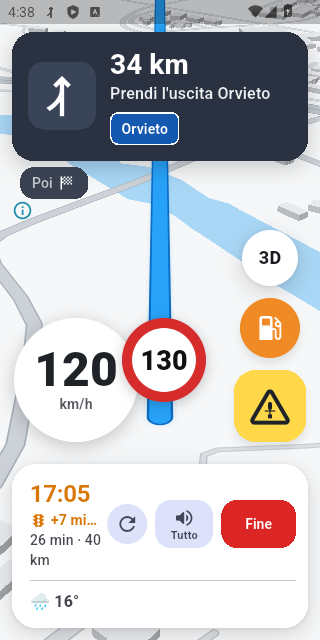 4:38
34 km
Prendi l'uscita Orvieto
Orvieto
Poi
3D
120
km/h
130
17:05
+7 mi...
26 min · 40
km
Tutto
Fine
16°